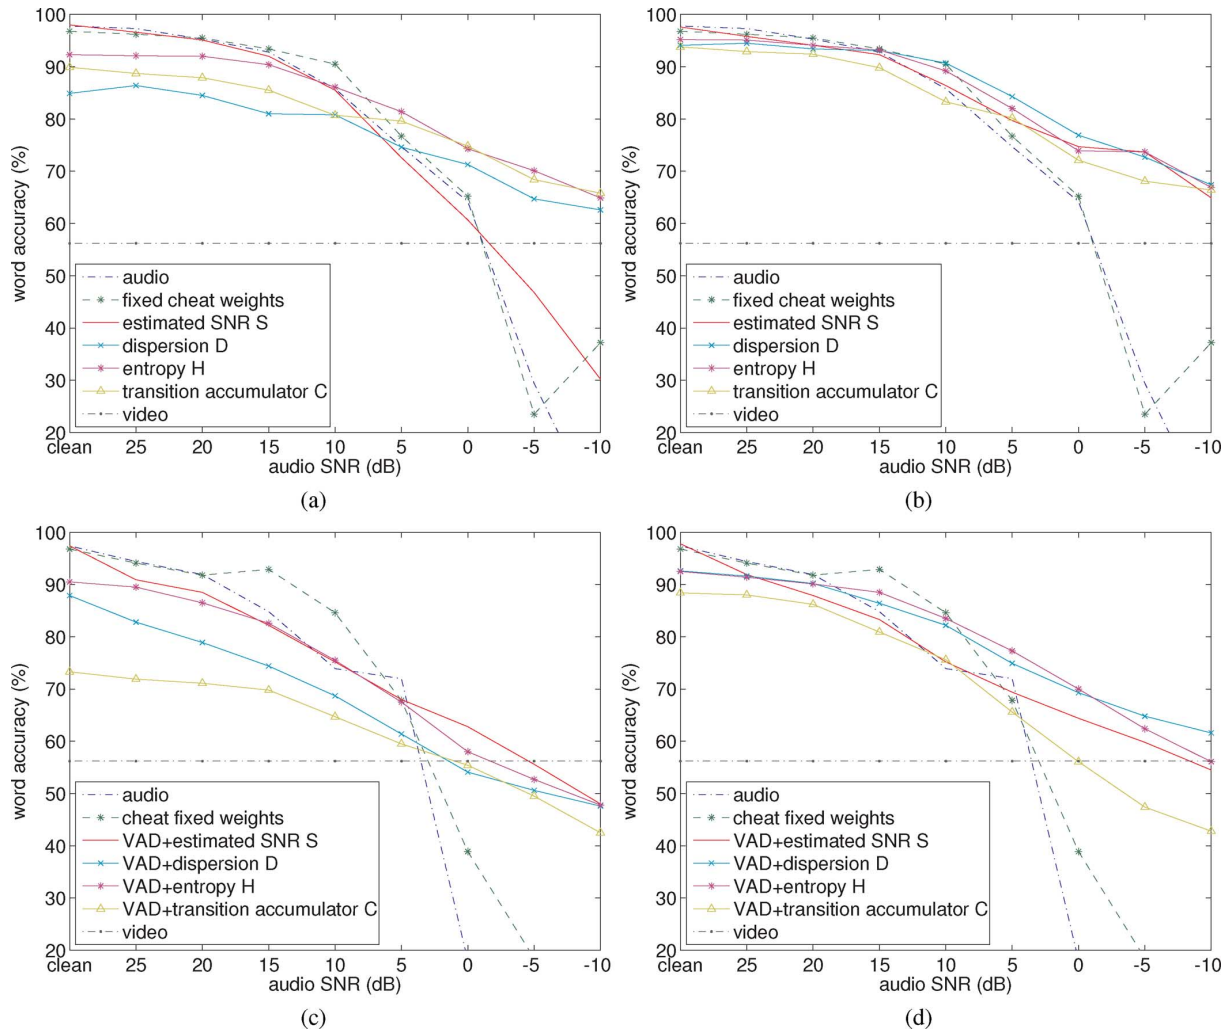 100
90
80
70
60
50
40
30
20
word accuracy (%)
audio
fixed cheat weights
estimated SNR S
dispersion D
entropy H
transition accumulator C
video
clean 25 20 15 10 5 0 -5 -10
audio SNR (dB)
(a)
100
90
80
70
60
50
40
30
20
word accuracy (%)
audio
fixed cheat weights
estimated SNR S
dispersion D
entropy H
transition accumulator C
video
clean 25 20 15 10 5 0 -5 -10
audio SNR (dB)
(b)
100
90
80
70
60
50
40
30
20
word accuracy (%)
audio
cheat fixed weights
VAD+estimated SNR S
VAD+dispersion D
VAD+entropy H
VAD+transition accumulator C
video
clean 25 20 15 10 5 0 -5 -10
audio SNR (dB)
(c)
100
90
80
70
60
50
40
30
20
word accuracy (%)
audio
cheat fixed weights
VAD+estimated SNR S
VAD+dispersion D
VAD+entropy H
VAD+transition accumulator C
video
clean 25 20 15 10 5 0 -5 -10
audio SNR (dB)
(d)